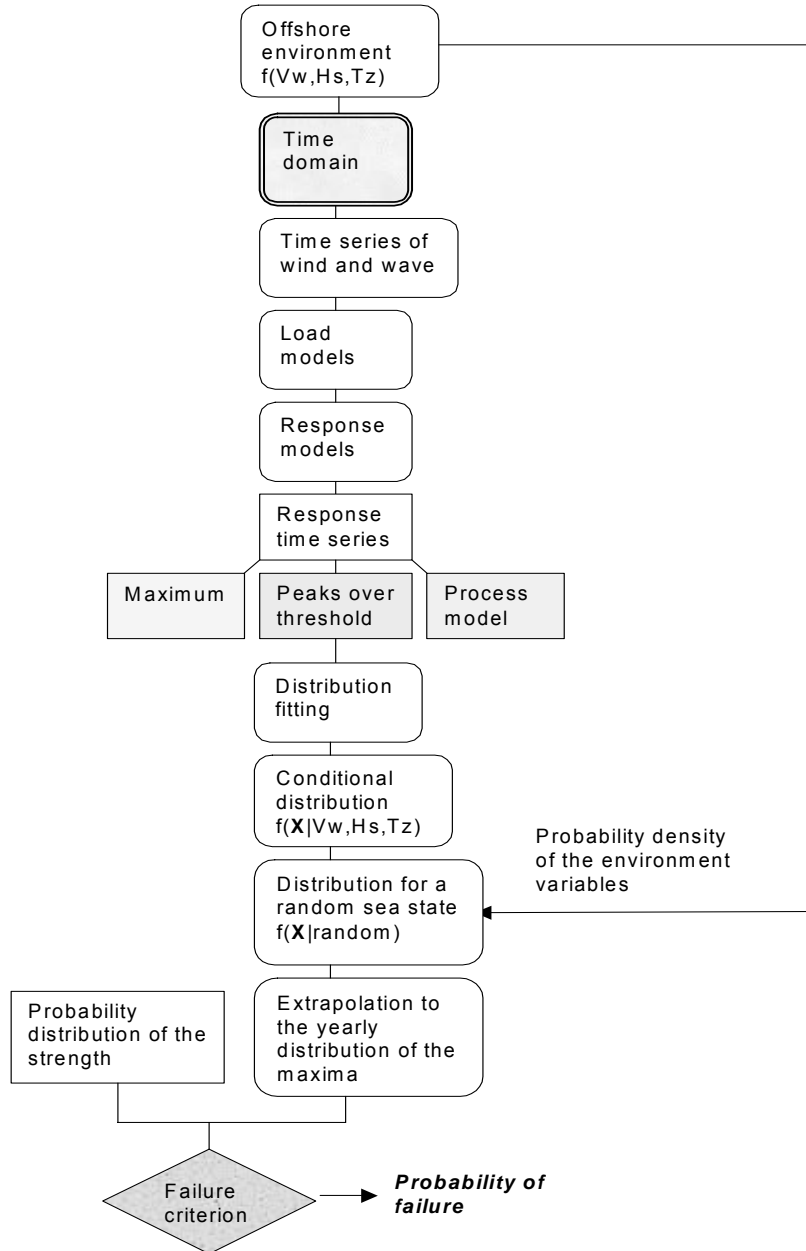 Offshore
environment
f(Vw,Hs,Tz)
Time
domain
Time series of
wind and wave
Load
models
Response
models
Response
time series
Maximum
Peaks over
threshold
Process
model
Distribution
fitting
Conditional
distribution
f(X|Vw,Hs,Tz)
Probability density
of the environment
variables
Distribution for a
random sea state
f(X|random)
Probability
distribution of the
strength
Extrapolation to
the yearly
distribution of the
maxima
Failure
criterion
Probability of
failure